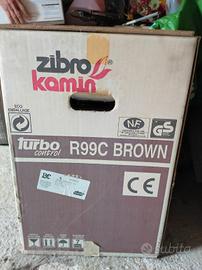 zibro
kamin
ECO
EMBALLAGE
NF
GS
Turbo
control
R99C BROWN
CE
subito